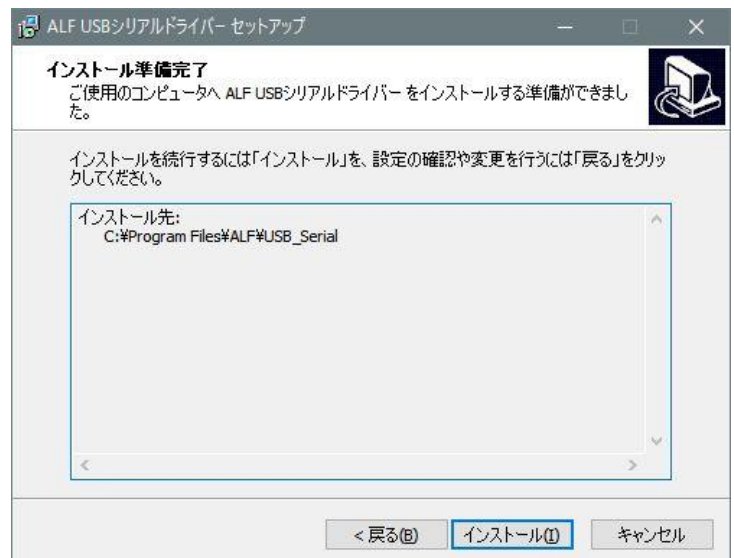 ALF USBシリアルドライバー セットアップ
インストール準備完了
ご使用のコンピュータへ ALF USBシリアルドライバー をインストールする準備ができまし
た。
インストールを続行するには「インストール」を、設定の確認や変更を行うには「戻る」をクリッ
クしてください。
インストール先:
C:¥Program Files¥ALF¥USB_Serial
< 戻る(B)
インストール(I)
キャンセル